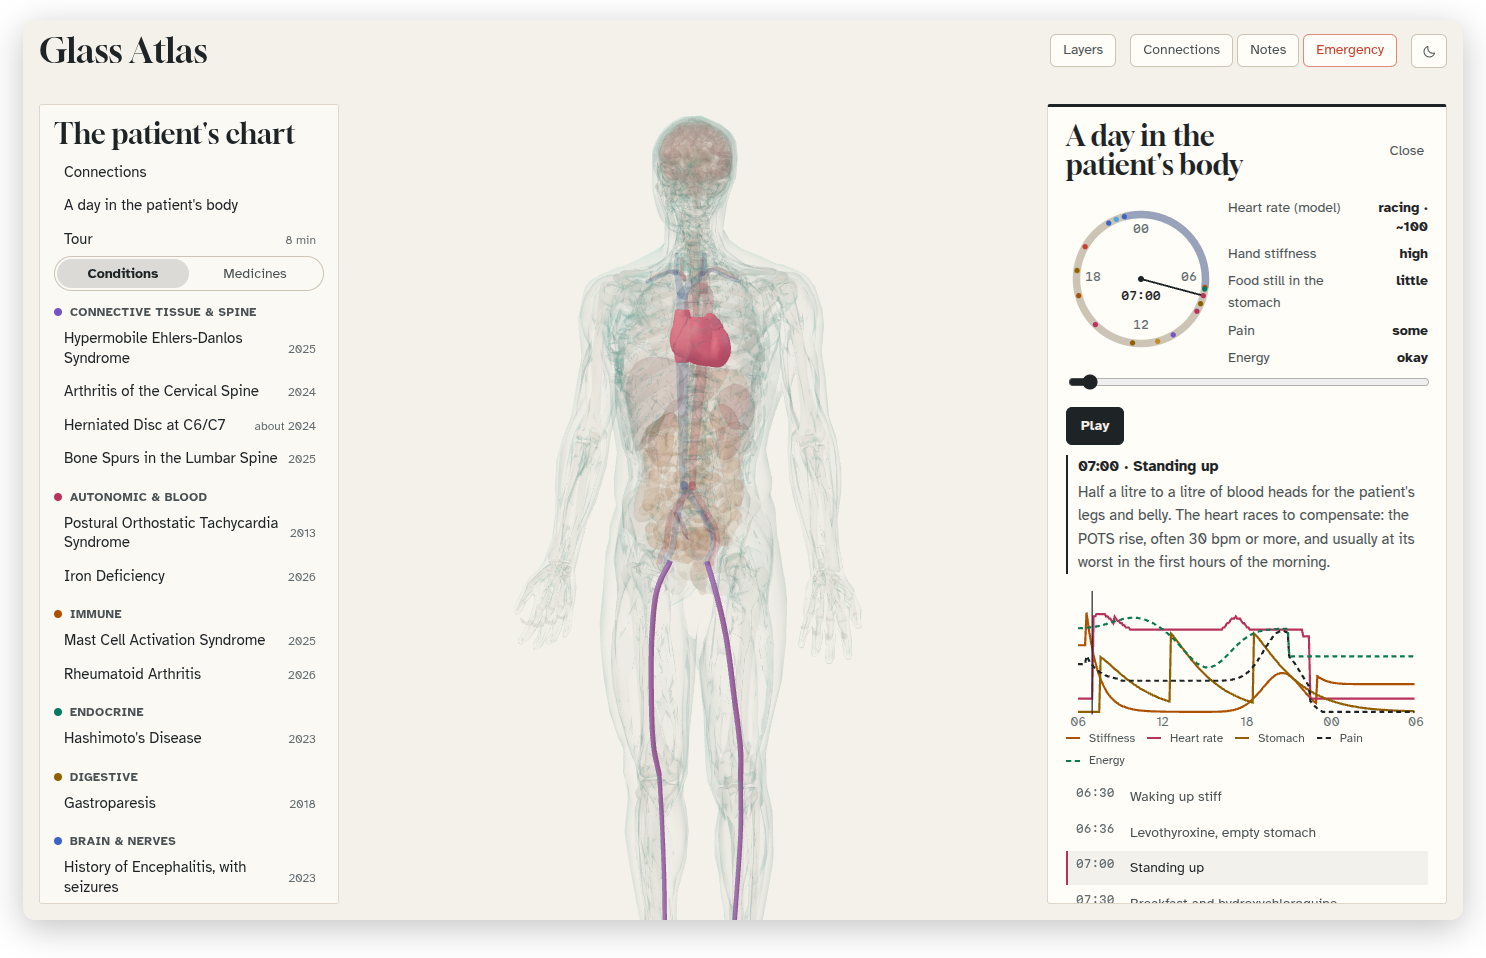 Glass Atlas
Layers
Connections
Notes
Emergency
The patient's chart
Connections
A day in the patient's body
Tour
8 min
Conditions
Medicines
CONNECTIVE TISSUE & SPINE
Hypermobile Ehlers-Danlos
Syndrome
2025
Arthritis of the Cervical Spine
2024
Herniated Disc at C6/C7
about 2024
Bone Spurs in the Lumbar Spine
2025
AUTONOMIC & BLOOD
Postural Orthostatic Tachycardia
Syndrome
2013
Iron Deficiency
2026
IMMUNE
Mast Cell Activation Syndrome
2025
Rheumatoid Arthritis
2026
ENDOCRINE
Hashimoto's Disease
2023
DIGESTIVE
Gastroparesis
2018
BRAIN & NERVES
History of Encephalitis, with
seizures
2023
A day in the
patient's body
Close
00
18
06
07:00
12
Heart rate (model)
racing ·
~100
Hand stiffness
high
Food still in the
stomach
little
Pain
some
Energy
okay
Play
07:00 · Standing up
Half a litre to a litre of blood heads for the patient's
legs and belly. The heart races to compensate: the
POTS rise, often 30 bpm or more, and usually at its
worst in the first hours of the morning.
06
12
18
00
06
Stiffness
Heart rate
Stomach
Pain
Energy
06:30
Waking up stiff
06:36
Levothyroxine, empty stomach
07:00
Standing up
07:30
Breakfast and hydroxychloroquine